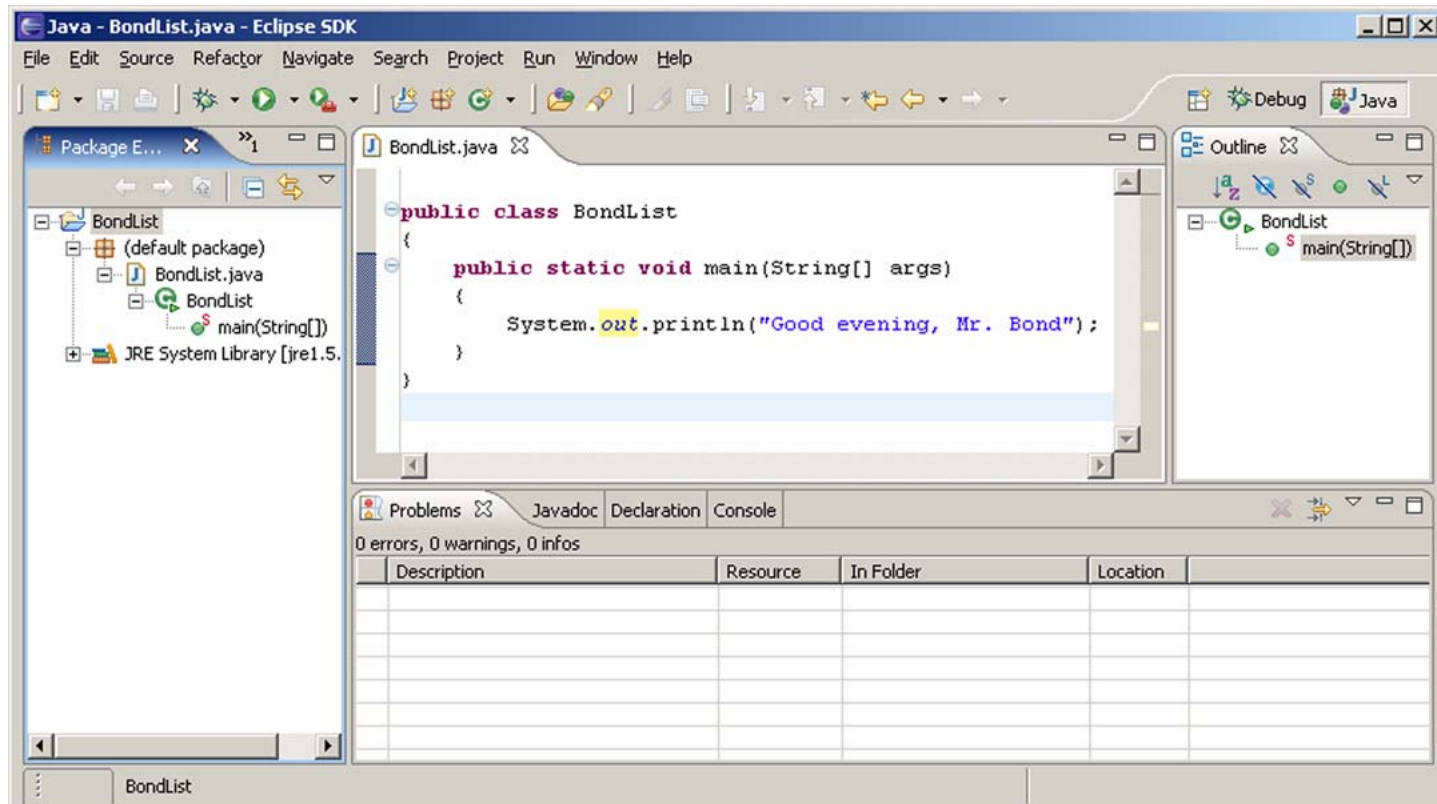 Java - BondList.java - Eclipse SDK
File Edit Source Refactor Navigate Search Project Run Window Help
Debug Java
Package E... 1
BondList
(default package)
BondList.java
BondList
main(String[])
JRE System Library [jre1.5.
BondList.java
public class BondList
{
public static void main(String[] args)
{
System.out.println("Good evening, Mr. Bond");
}
}
Outline
BondList
main(String[])
Problems Javadoc Declaration Console
0 errors, 0 warnings, 0 infos
Description Resource In Folder Location
BondList